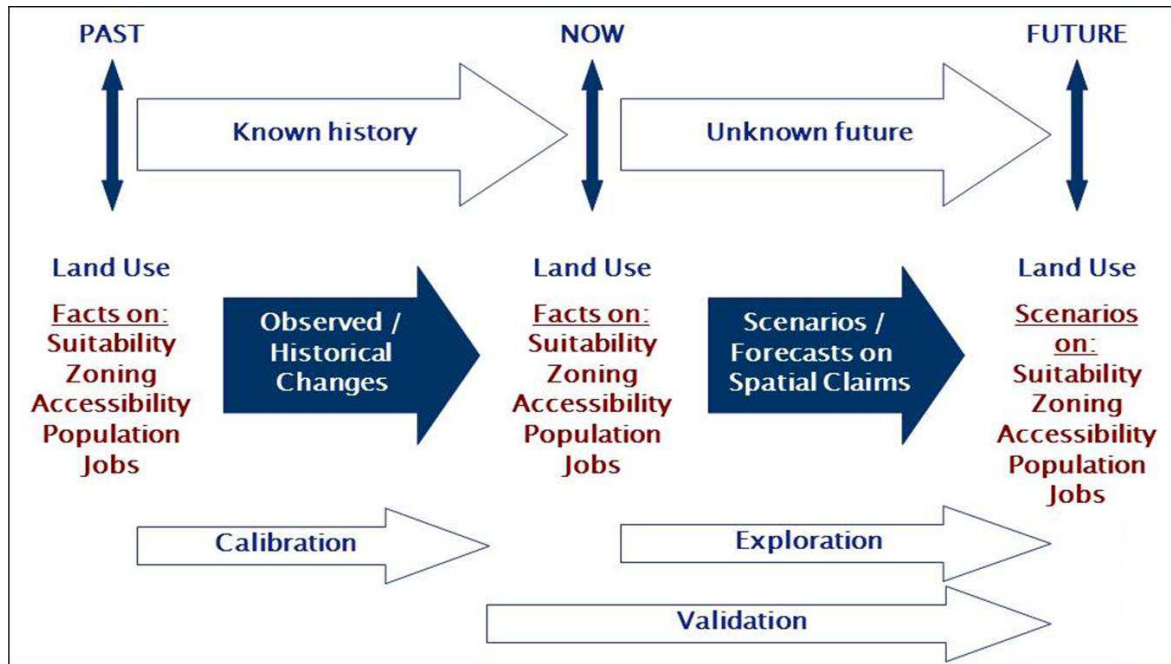 PAST
NOW
FUTURE
Known history
Unknown future
Land Use
Facts on:
Suitability
Zoning
Accessibility
Population
Jobs
Observed /
Historical
Changes
Land Use
Facts on:
Suitability
Zoning
Accessibility
Population
Jobs
Scenarios /
Forecasts on
Spatial Claims
Land Use
Scenarios
on:
Suitability
Zoning
Accessibility
Population
Jobs
Calibration
Exploration
Validation